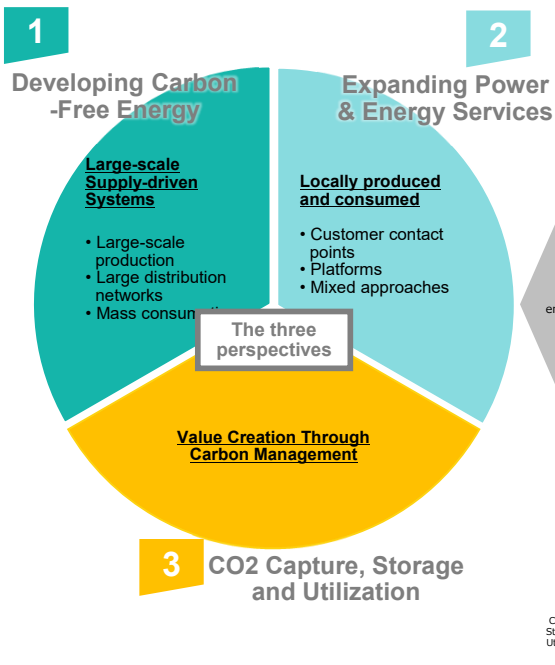 1
Developing Carbon
-Free Energy
Large-scale
Supply-driven
Systems
• Large-scale
production
• Large distribution
networks
• Mass
2
Expanding Power
& Energy Services
Locally produced
and consumed
• Customer contact
points
• Platforms
• Mixed approaches
The three
perspectives
Value Creation Through
Carbon Management
3
CO2 Capture, Storage
and Utilization